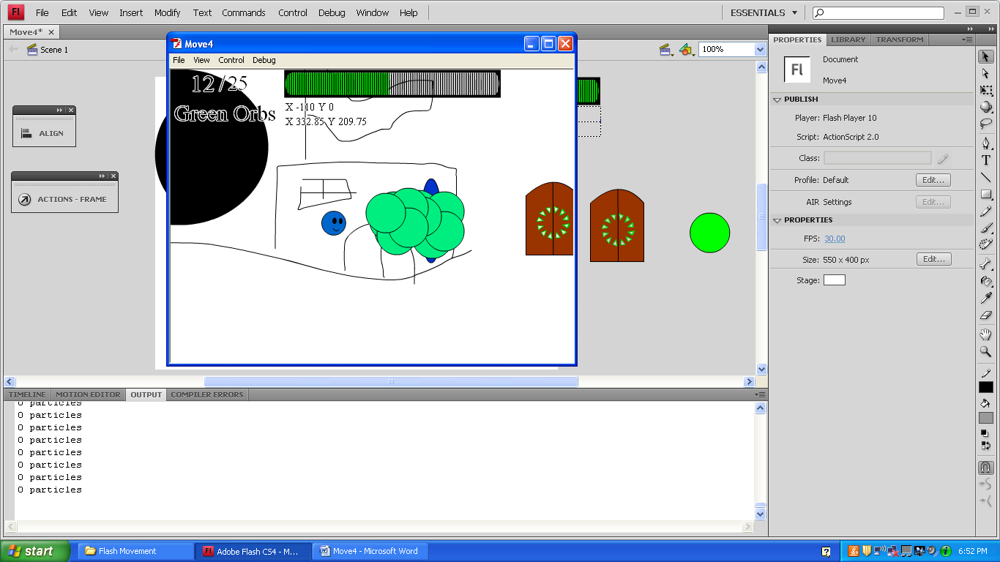 Fl File Edit View Insert Modify Text Commands Control Debug Window Help ESSENTIALS
Move4*
Scene 1
100%
ALIGN
ACTIONS - FRAME
Move4
File View Control Debug
12/25
Green Orbs
X -110 Y 0
X 332.85 Y 209.75
PROPERTIES LIBRARY TRANSFORM
Fl
Document
Move4
PUBLISH
Player: Flash Player 10
Script: ActionScript 2.0
Class:
Profile: Default Edit...
AIR Settings Edit...
PROPERTIES
FPS: 30.00
Size: 550 x 400 px Edit...
Stage:
TIMELINE MOTION EDITOR OUTPUT COMPILER ERRORS
0 particles
0 particles
0 particles
0 particles
0 particles
0 particles
0 particles
0 particles
start Flash Movement Adobe Flash CS4 - M... Move4 - Microsoft Word 6:52 PM